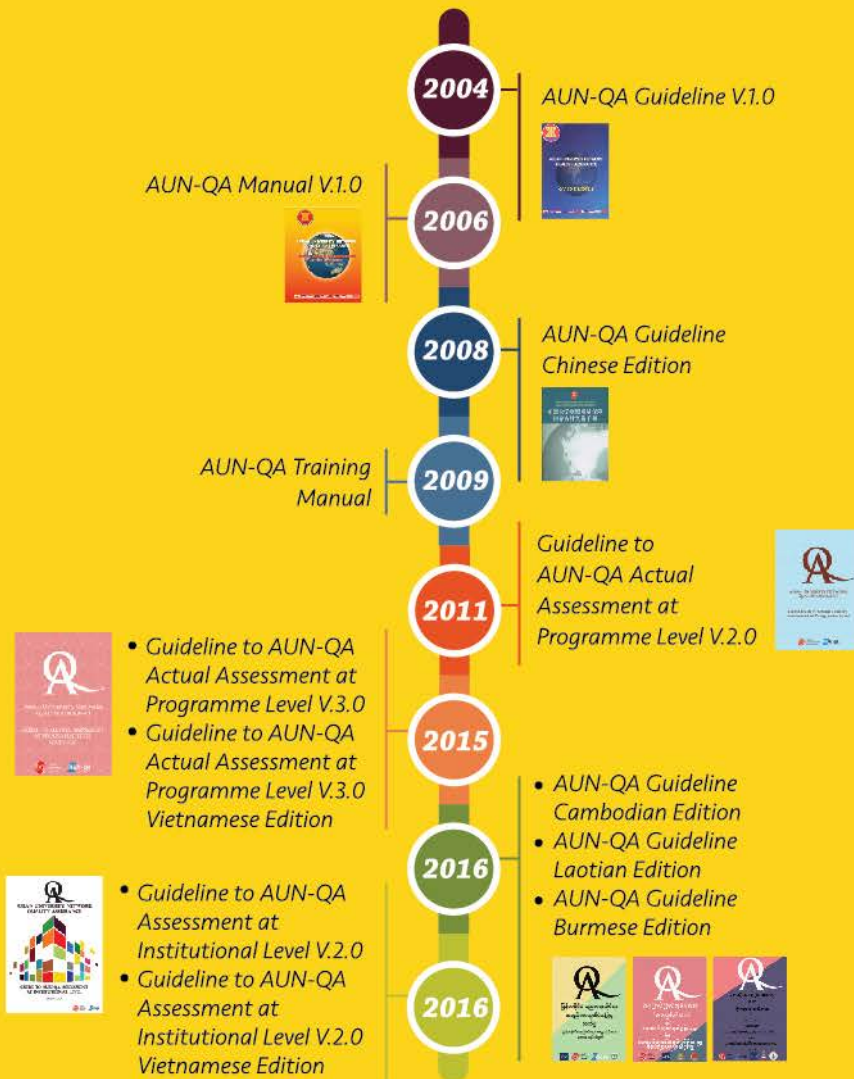 2004
AUN-QA Guideline V.1.0
AUN-QA Manual V.1.0
2006
2008
AUN-QA Guideline
Chinese Edition
AUN-QA Training
Manual
2009
2011
Guideline to
AUN-QA Actual
Assessment at
Programme Level V.2.0
• Guideline to AUN-QA
Actual Assessment at
Programme Level V.3.0
• Guideline to AUN-QA
Actual Assessment at
Programme Level V.3.0
Vietnamese Edition
2015
2016
• AUN-QA Guideline
Cambodian Edition
• AUN-QA Guideline
Laotian Edition
• AUN-QA Guideline
Burmese Edition
ASEAN UNIVERSITY NETWORK
QUALITY ASSURANCE
• Guideline to AUN-QA
Assessment at
Institutional Level V.2.0
• Guideline to AUN-QA
Assessment at
Institutional Level V.2.0
Vietnamese Edition
2016